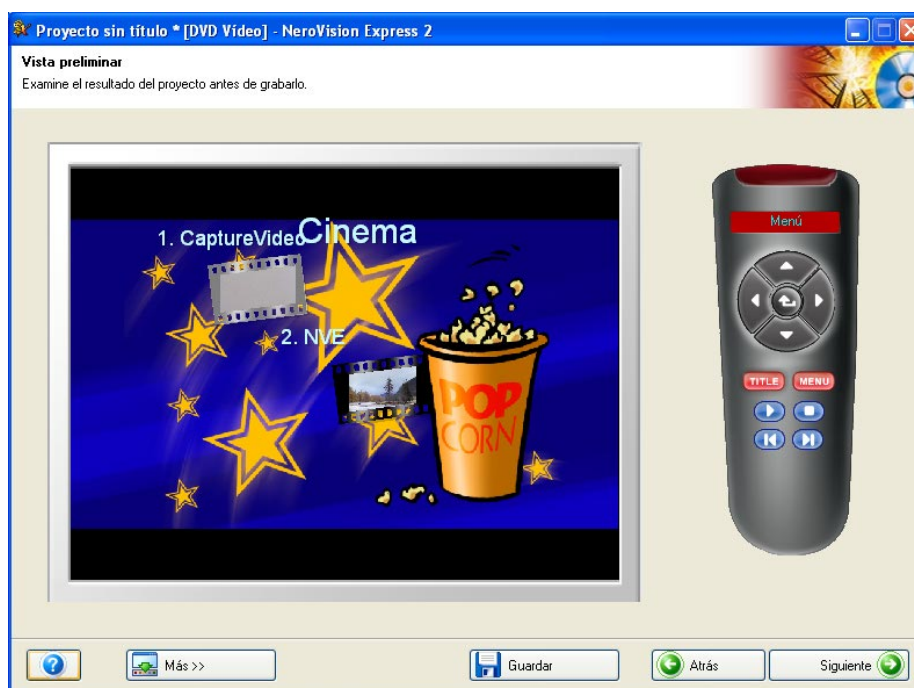 Proyecto sin título * [DVD Vídeo] - NeroVision Express 2
Vista preliminar
Examine el resultado del proyecto antes de grabarlo.
Cinema
1. CaptureVideo
2. NVE
POP
CORN
Menú
TITLE MENU
? Más >> Guardar Atrás Siguiente